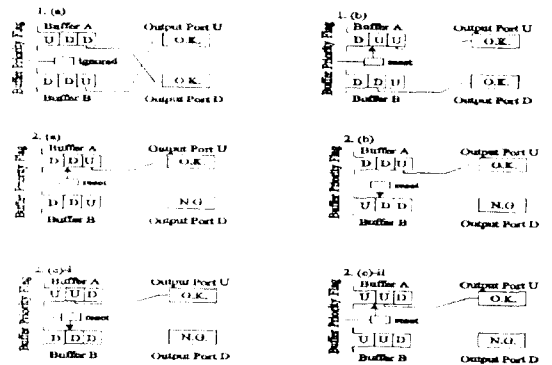 1. (a)
Buffer A
Output Port U
U D D
O.K.
Buffer Priority Flag
ignored
D D U
O.K.
Buffer B
Output Port D
1. (b)
Buffer A
Output Port U
D U U
O.K.
Buffer Priority Flag
reset
D D U
O.K.
Buffer B
Output Port D
2. (a)
Buffer A
Output Port U
D D U
O.K.
Buffer Priority Flag
reset
D D U
N.G.
Buffer B
Output Port D
2. (b)
Buffer A
Output Port U
D D U
O.K.
Buffer Priority Flag
reset
U D D
N.G.
Buffer B
Output Port D
2. (c)-i
Buffer A
Output Port U
U U D
O.K.
Buffer Priority Flag
reset
D D D
N.G.
Buffer B
Output Port D
2. (c)-ii
Buffer A
Output Port U
U U D
O.K.
Buffer Priority Flag
reset
U U D
N.G.
Buffer B
Output Port D